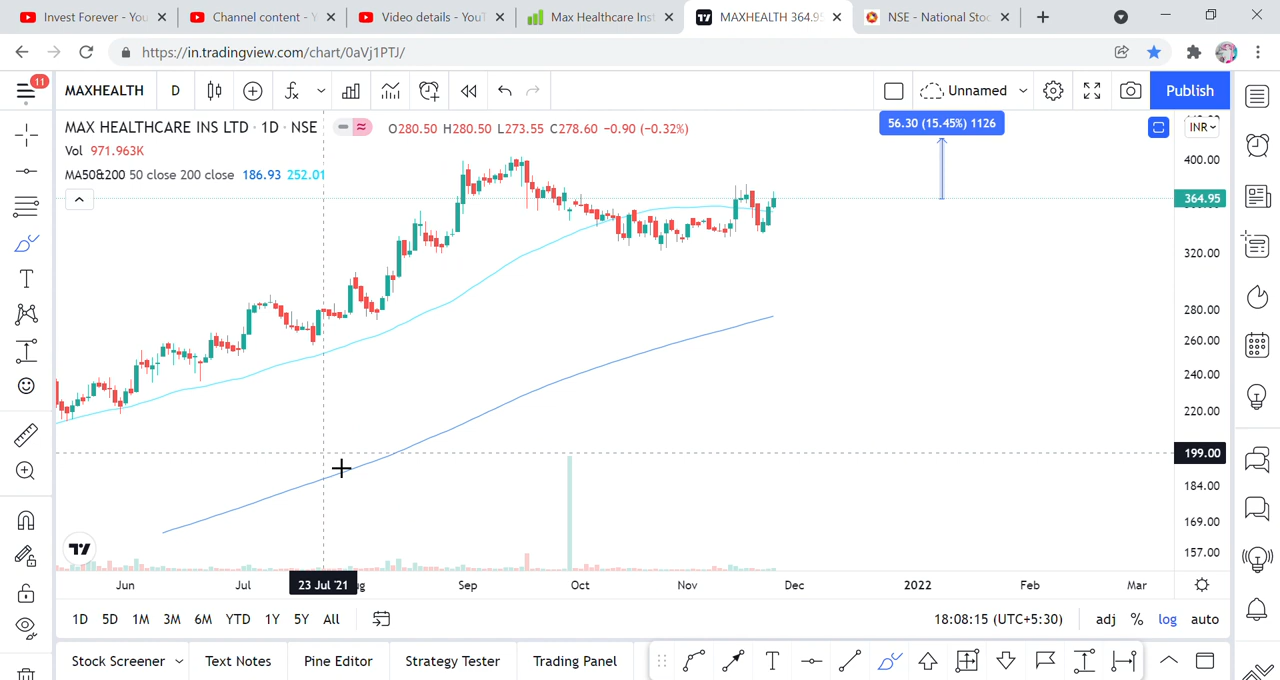 Invest Forever - You
Channel content - Y
Video details - YouT
Max Healthcare Inst
MAXHEALTH 364.95
NSE - National Stoc
https://in.tradingview.com/chart/0aVj1PTJ/
11
MAXHEALTH D
Unnamed
Publish
MAX HEALTHCARE INS LTD · 1D · NSE
O280.50 H280.50 L273.55 C278.60 -0.90 (-0.32%)
56.30 (15.45%) 1126
INR
Vol 971.963K
MA50&200 50 close 200 close 186.93 252.01
400.00
364.95
320.00
280.00
260.00
240.00
220.00
199.00
184.00
169.00
157.00
Jun Jul 23 Jul '21 Sep Oct Nov Dec 2022 Feb Mar
1D 5D 1M 3M 6M YTD 1Y 5Y All
18:08:15 (UTC+5:30) adj % log auto
Stock Screener Text Notes Pine Editor Strategy Tester Trading Panel